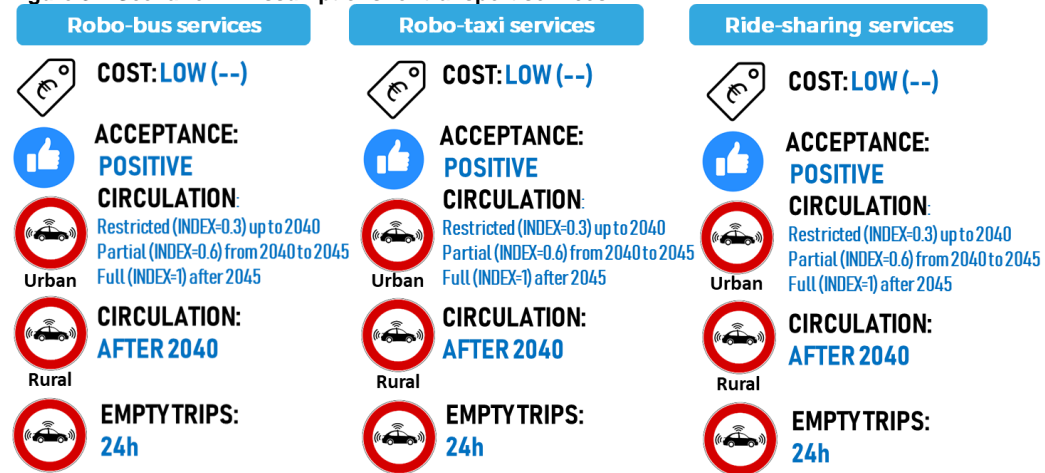 Robo-bus services
COST: LOW (--)
ACCEPTANCE:
POSITIVE
CIRCULATION:
Restricted (INDEX=0.3) up to 2040
Partial (INDEX=0.6) from 2040 to 2045
Full (INDEX=1) after 2045
Urban
CIRCULATION:
AFTER 2040
Rural
EMPTY TRIPS:
24h
Robo-taxi services
COST: LOW (--)
ACCEPTANCE:
POSITIVE
CIRCULATION:
Restricted (INDEX=0.3) up to 2040
Partial (INDEX=0.6) from 2040 to 2045
Full (INDEX=1) after 2045
Urban
CIRCULATION:
AFTER 2040
Rural
EMPTY TRIPS:
24h
Ride-sharing services
COST: LOW (--)
ACCEPTANCE:
POSITIVE
CIRCULATION:
Restricted (INDEX=0.3) up to 2040
Partial (INDEX=0.6) from 2040 to 2045
Full (INDEX=1) after 2045
Urban
CIRCULATION:
AFTER 2040
Rural
EMPTY TRIPS:
24h